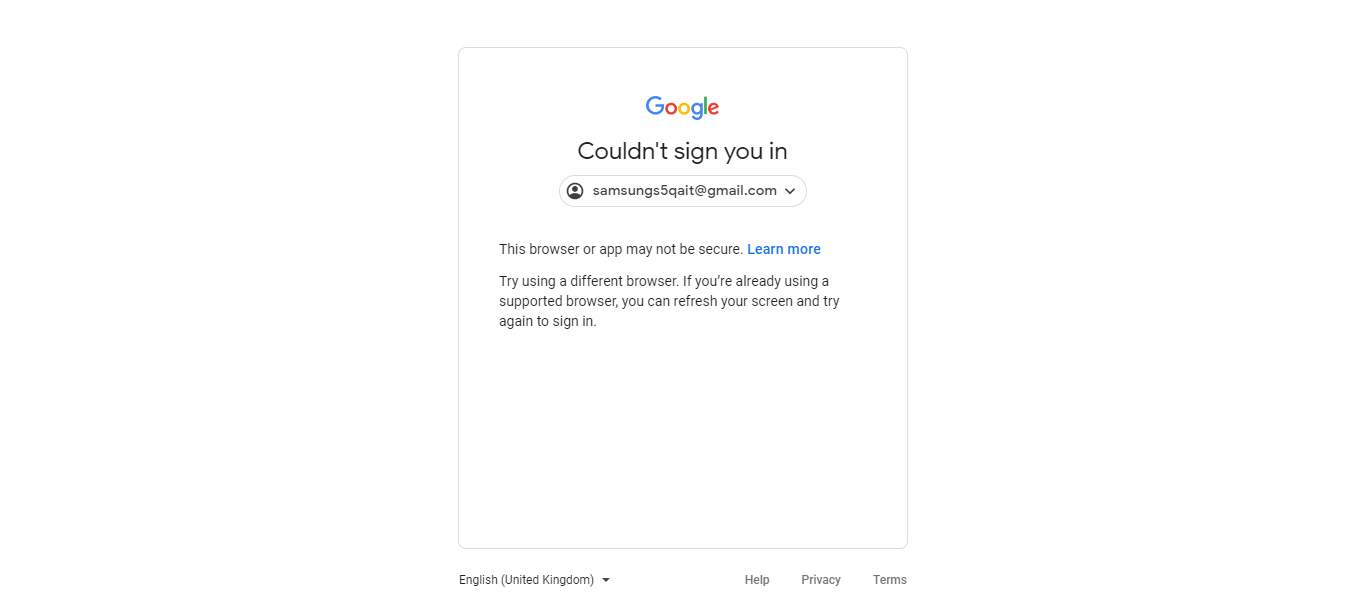 Google
Couldn't sign you in
samsungs5qait@gmail.com
This browser or app may not be secure. Learn more
Try using a different browser. If you’re already using a
supported browser, you can refresh your screen and try
again to sign in.
English (United Kingdom) Help Privacy Terms